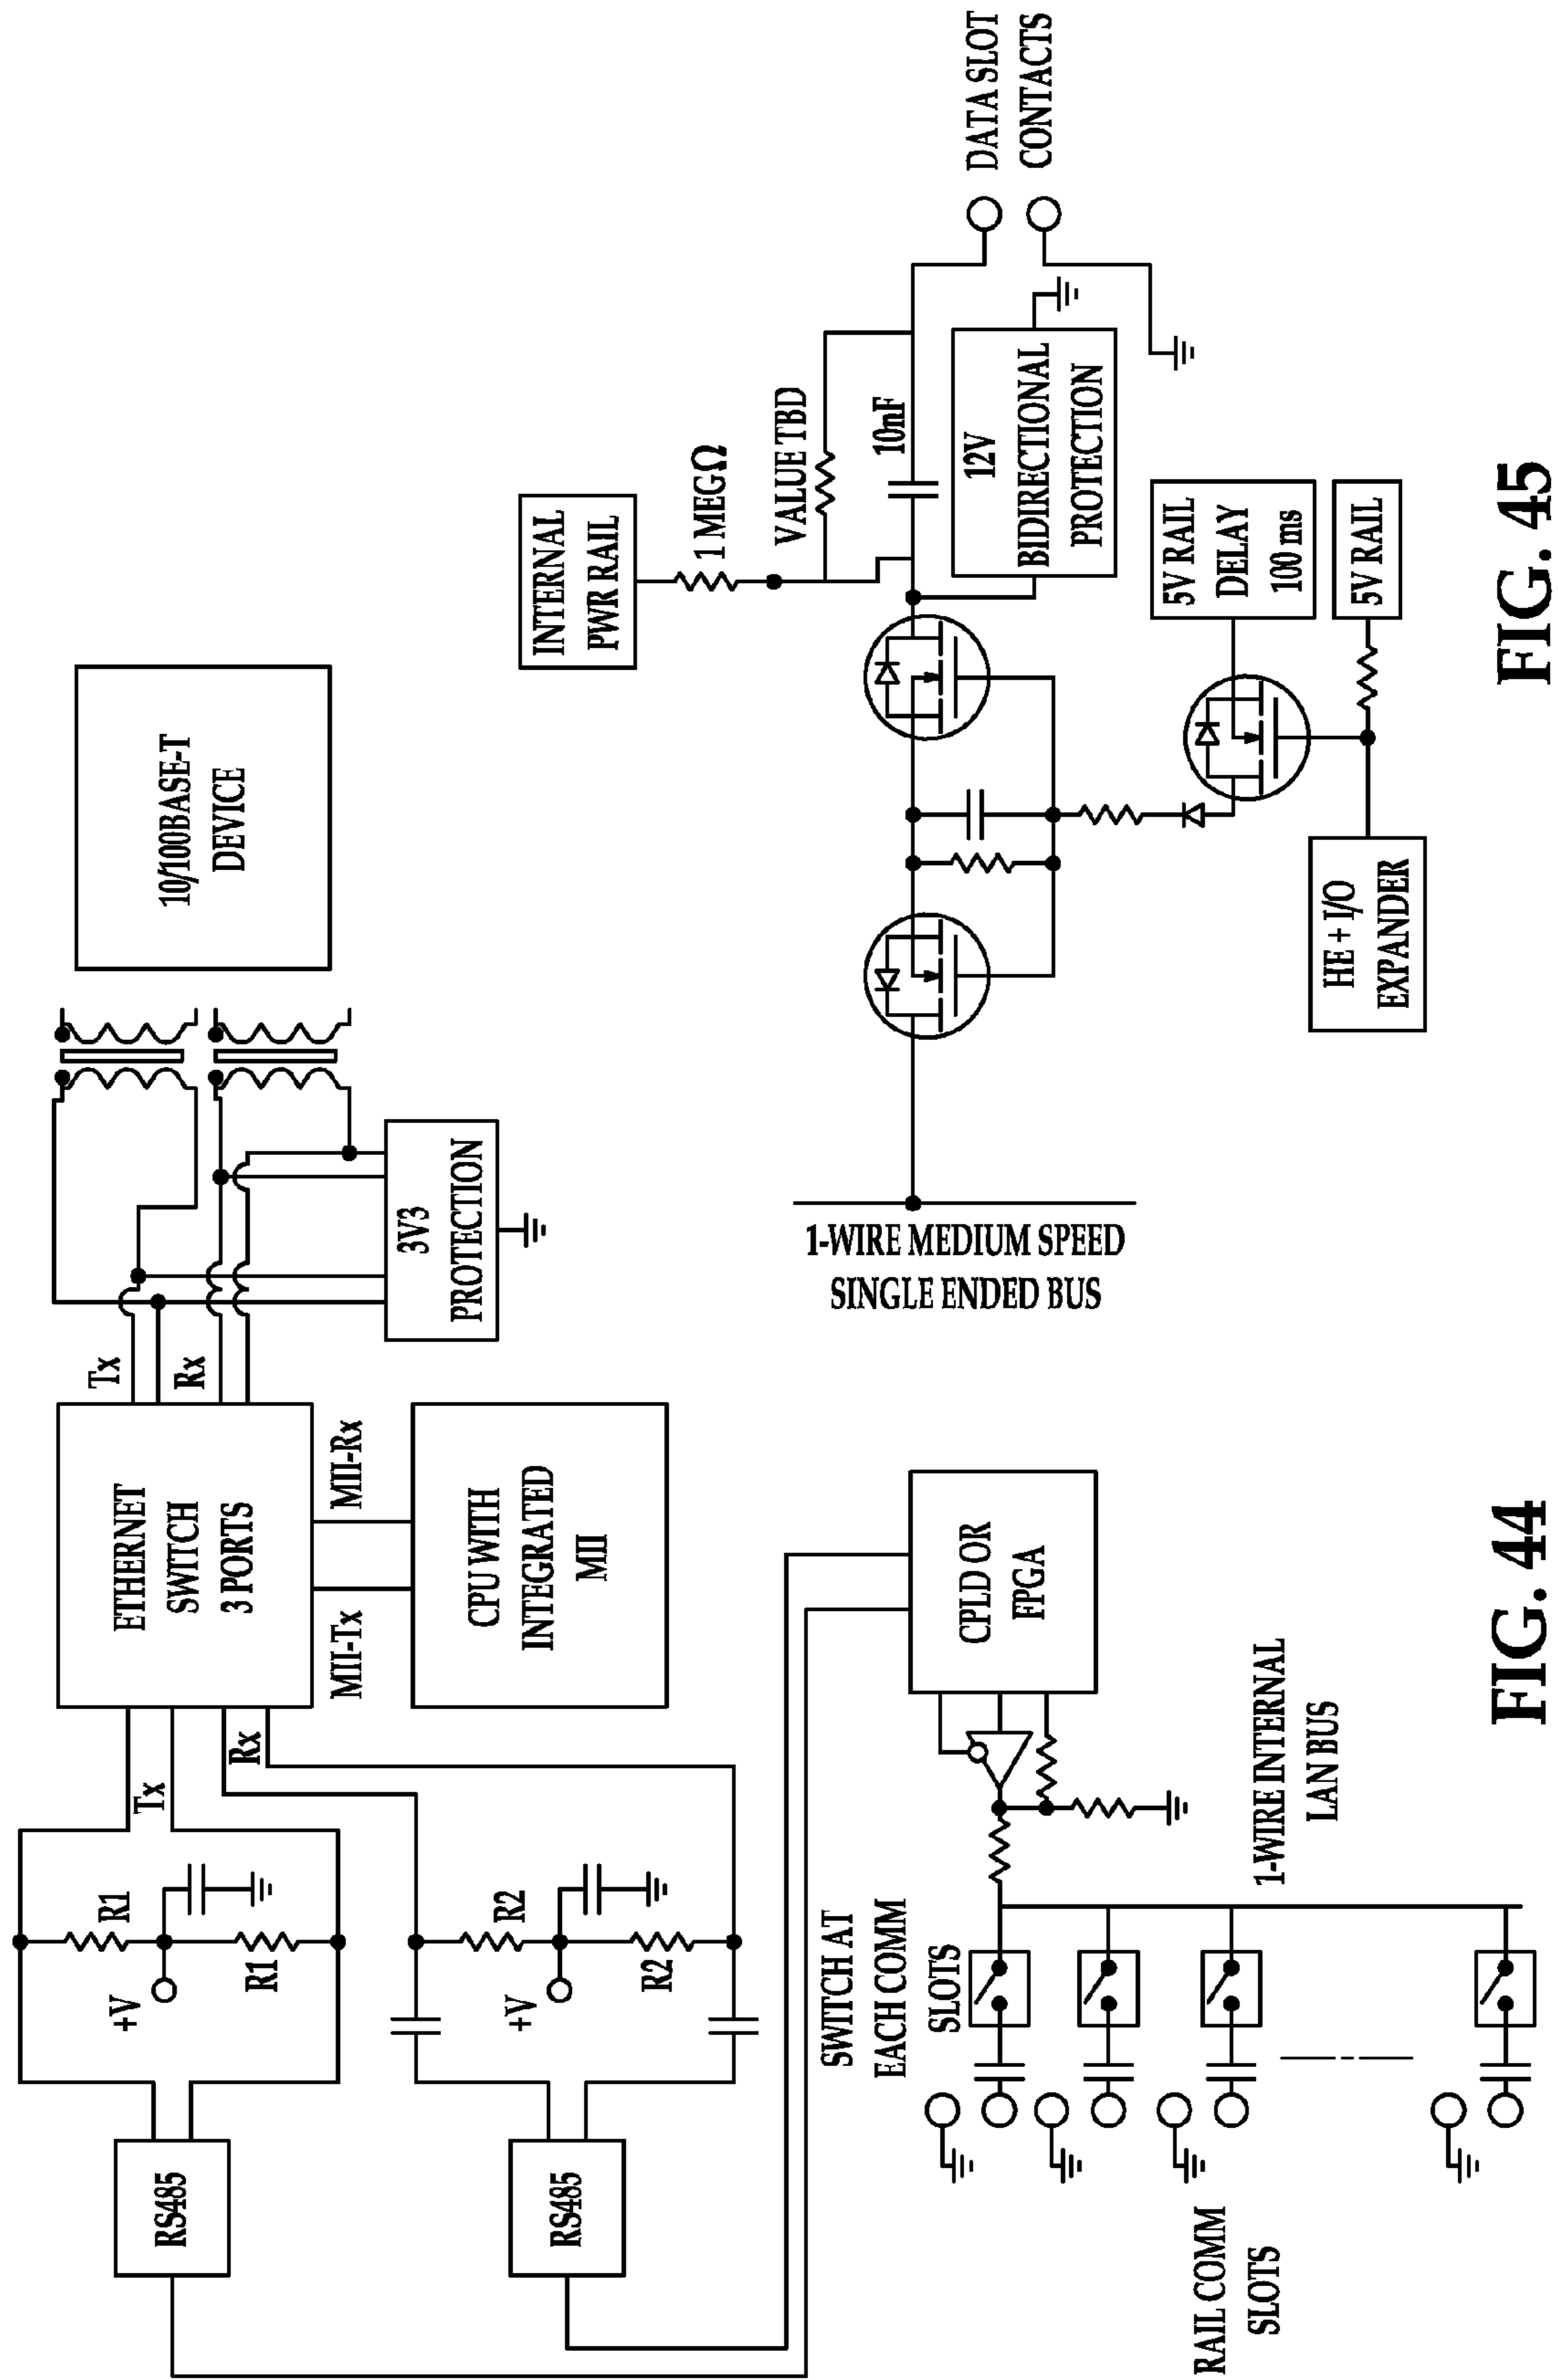 10/100BASE-T
DEVICE
Tx
Rx
3V3
PROTECTION
ETHERNET
SWITCH
3 PORTS
MII-Tx
MII-Rx
CPU WITH
INTEGRATED
MII
Tx
Rx
R1
R1
+V
R2
R2
+V
RS485
RS485
CPLD OR
FPGA
SWITCH AT
EACH COMM
SLOTS
1-WIRE INTERNAL
LAN BUS
RAIL COMM
SLOTS
FIG. 44
INTERNAL
PWR RAIL
1 MEGΩ
VALUE TBD
10nF
DATA SLOT
CONTACTS
12V
BIDIRECTIONAL
PROTECTION
5V RAIL
DELAY
100 ms
5V RAIL
HE + I/O
EXPANDER
1-WIRE MEDIUM SPEED
SINGLE ENDED BUS
FIG. 45